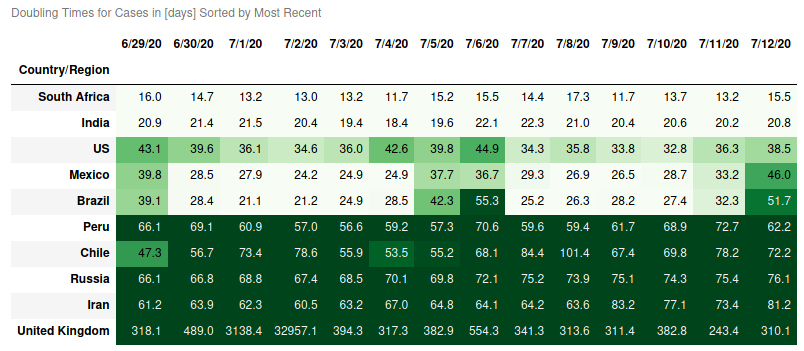 Doubling Times for Cases in [days] Sorted by Most Recent
6/29/20 6/30/20 7/1/20 7/2/20 7/3/20 7/4/20 7/5/20 7/6/20 7/7/20 7/8/20 7/9/20 7/10/20 7/11/20 7/12/20
Country/Region
South Africa 16.0 14.7 13.2 13.0 13.2 11.7 15.2 15.5 14.4 17.3 11.7 13.7 13.2 15.5
India 20.9 21.4 21.5 20.4 19.4 18.4 19.6 22.1 22.3 21.0 20.4 20.6 20.2 20.8
US 43.1 39.6 36.1 34.6 36.0 42.6 39.8 44.9 34.3 35.8 33.8 32.8 36.3 38.5
Mexico 39.8 28.5 27.9 24.2 24.9 24.9 37.7 36.7 29.3 26.9 26.5 28.7 33.2 46.0
Brazil 39.1 28.4 21.1 21.2 24.9 28.5 42.3 55.3 25.2 26.3 28.2 27.4 32.3 51.7
Peru 66.1 69.1 60.9 57.0 56.6 59.2 57.3 70.6 59.6 59.4 61.7 68.9 72.7 62.2
Chile 47.3 56.7 73.4 78.6 55.9 53.5 55.2 68.1 84.4 101.4 67.4 69.8 78.2 72.2
Russia 66.1 66.8 68.8 67.4 68.5 70.1 69.8 72.1 75.2 73.9 75.1 74.3 75.4 76.1
Iran 61.2 63.9 62.3 60.5 63.2 67.0 64.8 64.1 64.2 63.6 83.2 77.1 73.4 81.2
United Kingdom 318.1 489.0 3138.4 32957.1 394.3 317.3 382.9 554.3 341.3 313.6 311.4 382.8 243.4 310.1